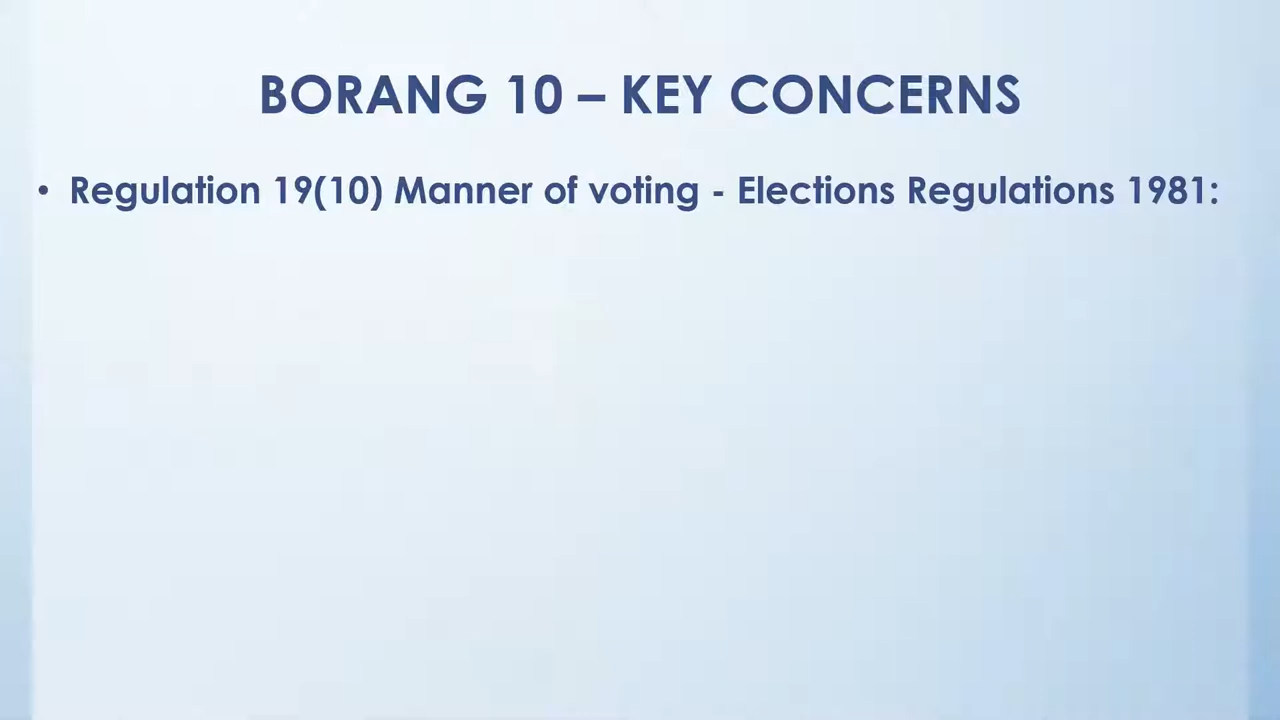 BORANG 10 – KEY CONCERNS
• Regulation 19(10) Manner of voting - Elections Regulations 1981: